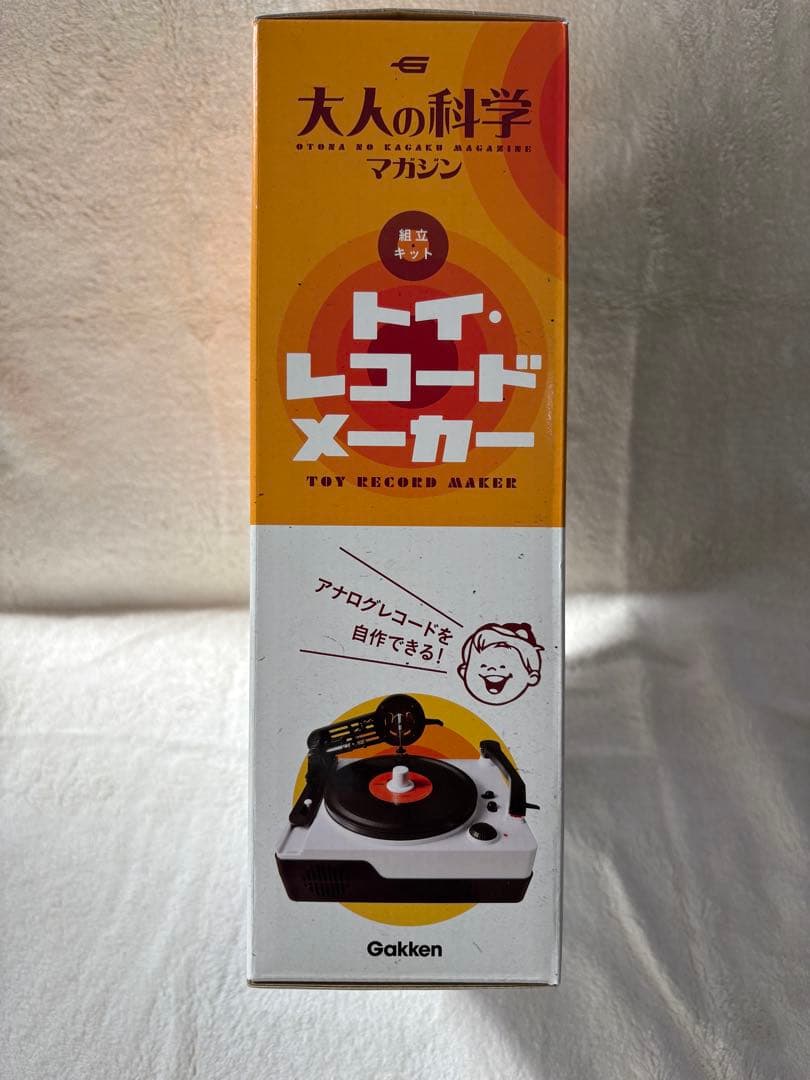 大人の科学
OTONA NO KAGAKU MAGAZINE
マガジン
組立
キット
トイ・
レコード
メーカー
TOY RECORD MAKER
アナログレコードを
自作できる!
Gakken